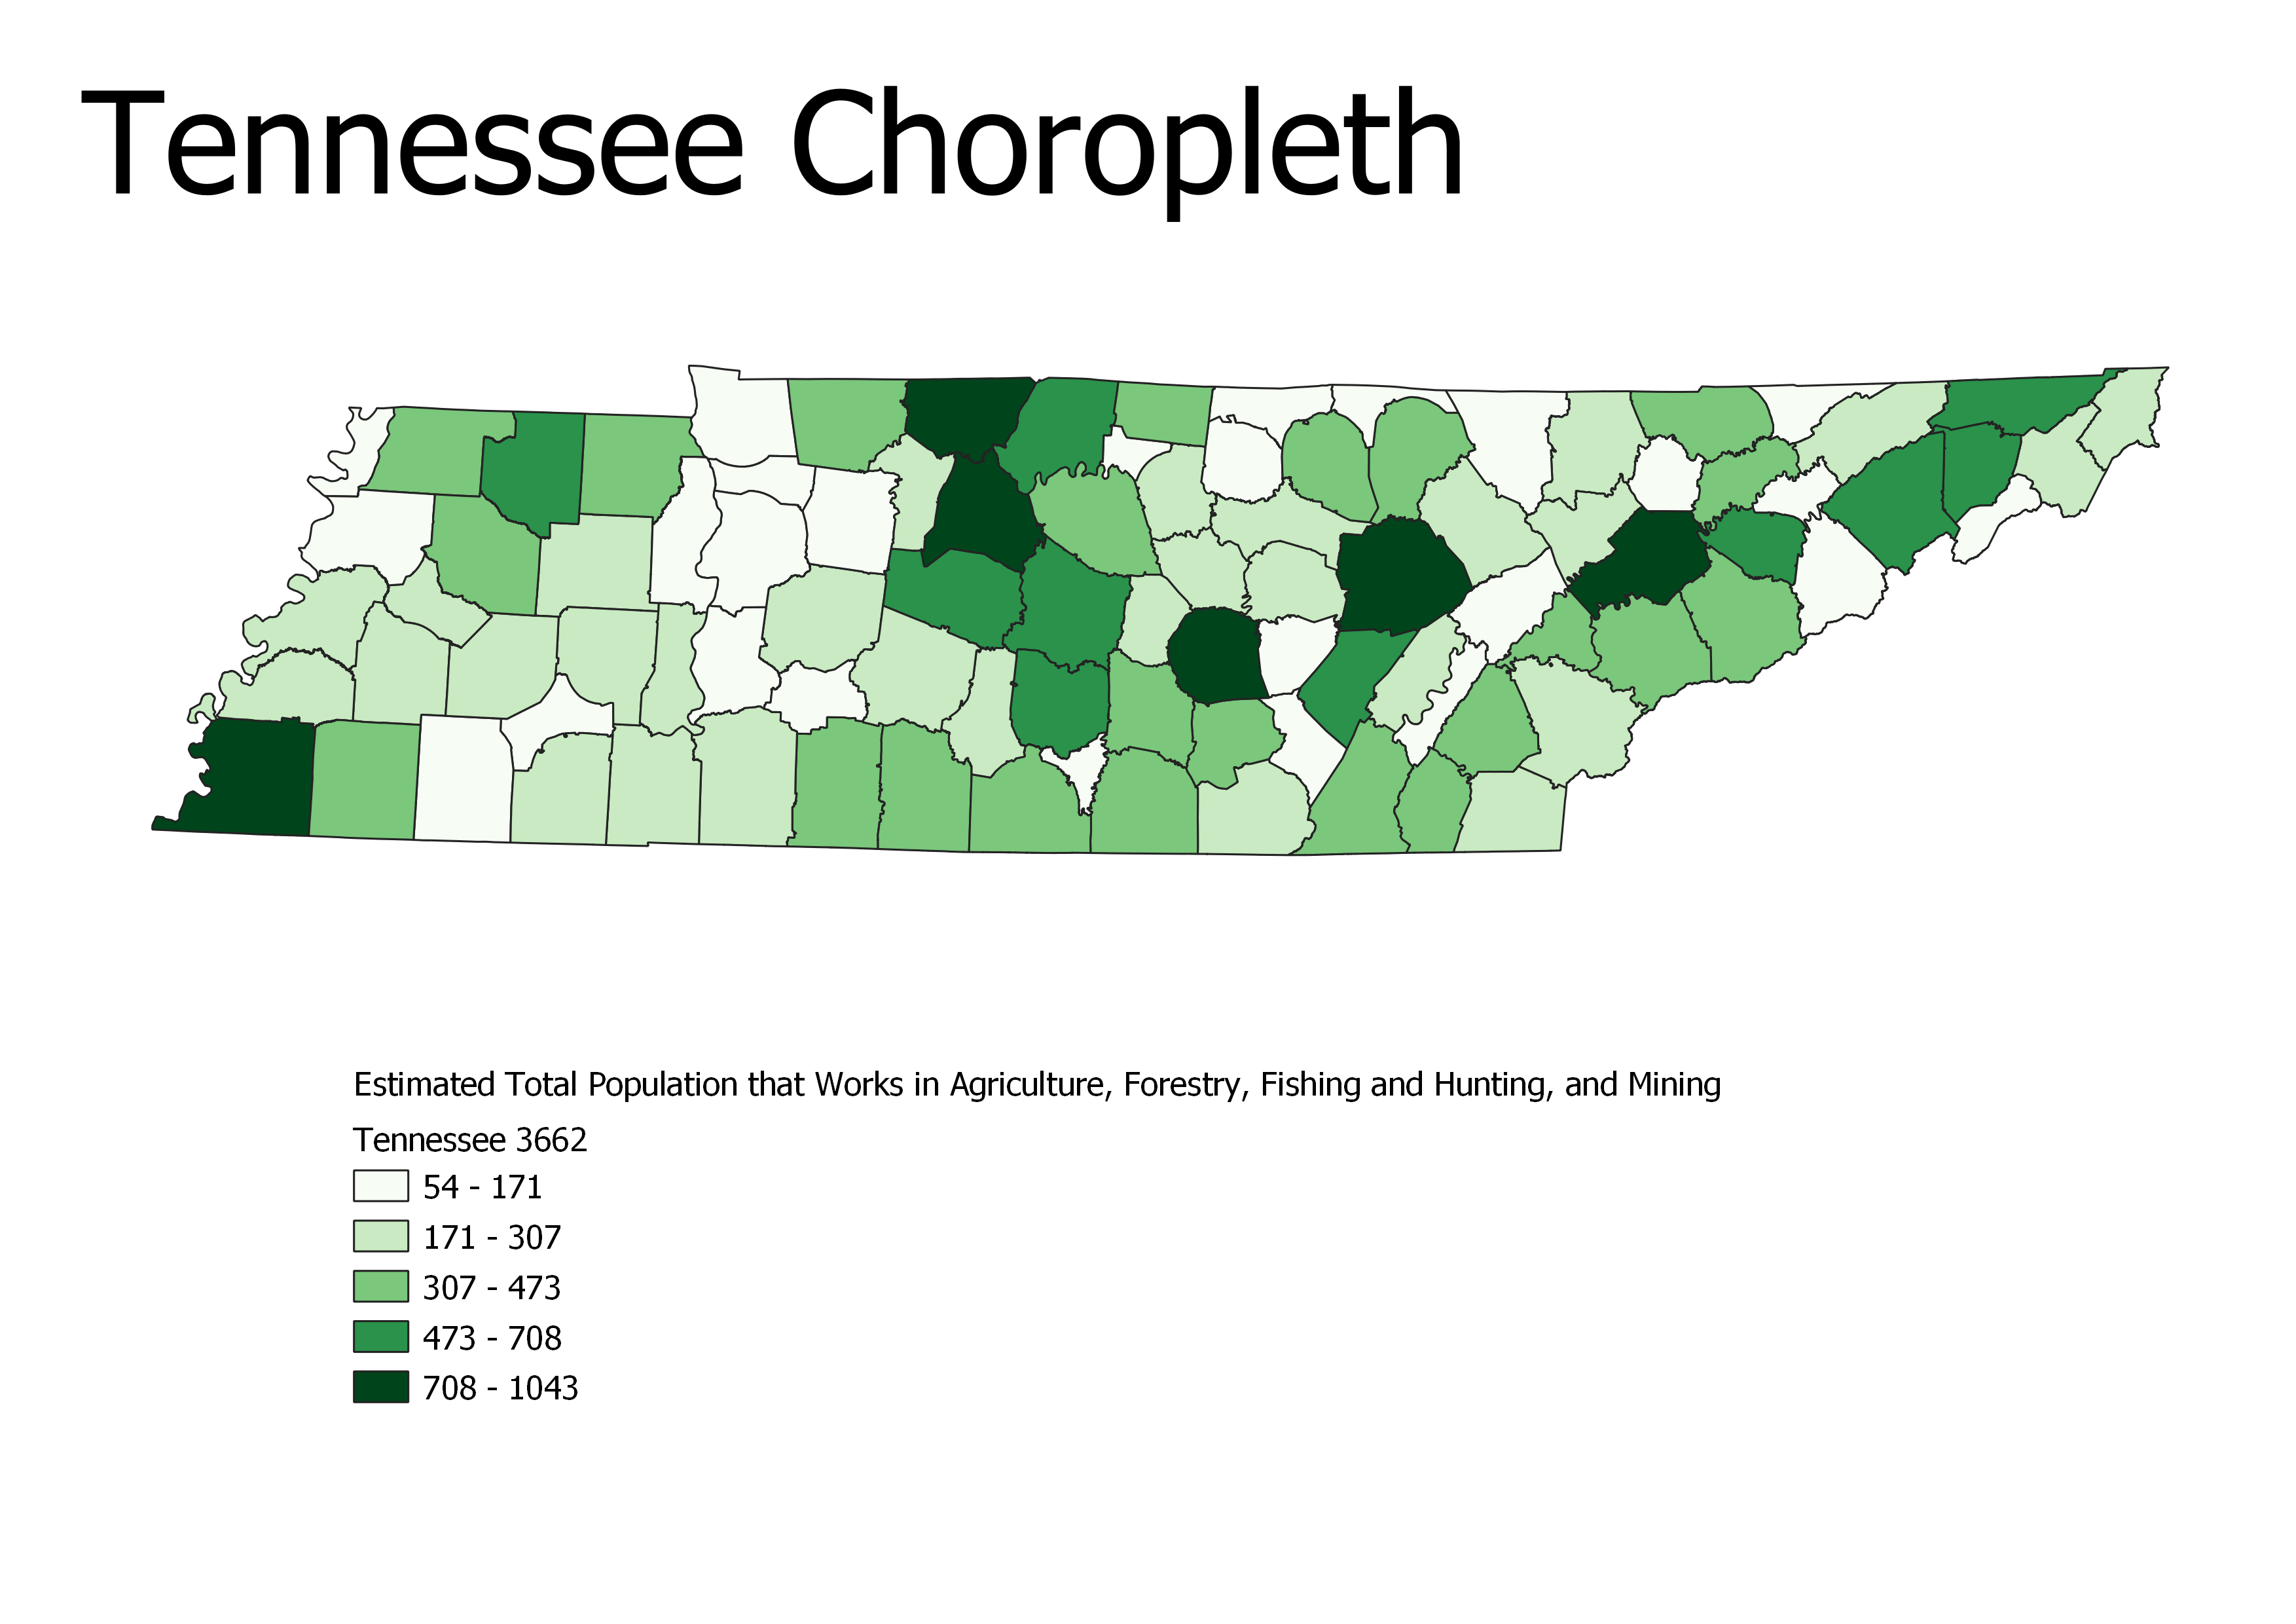 Tennessee Choropleth
Estimated Total Population that Works in Agriculture, Forestry, Fishing and Hunting, and Mining
Tennessee 3662
54 - 171
171 - 307
307 - 473
473 - 708
708 - 1043